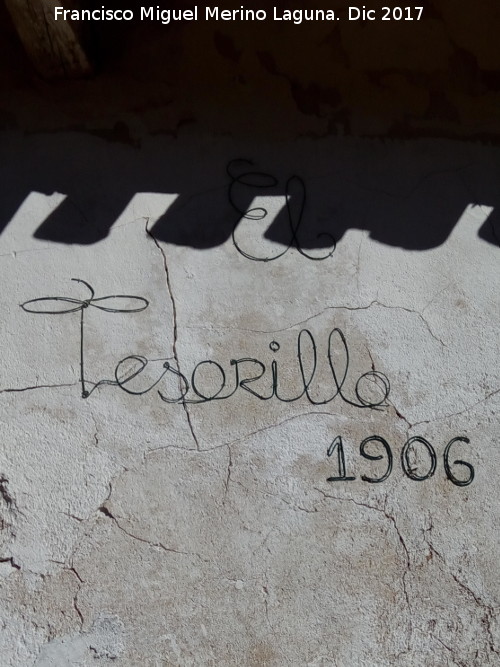 Francisco Miguel Merino Laguna. Dic 2017
El
Tesorillo
1906